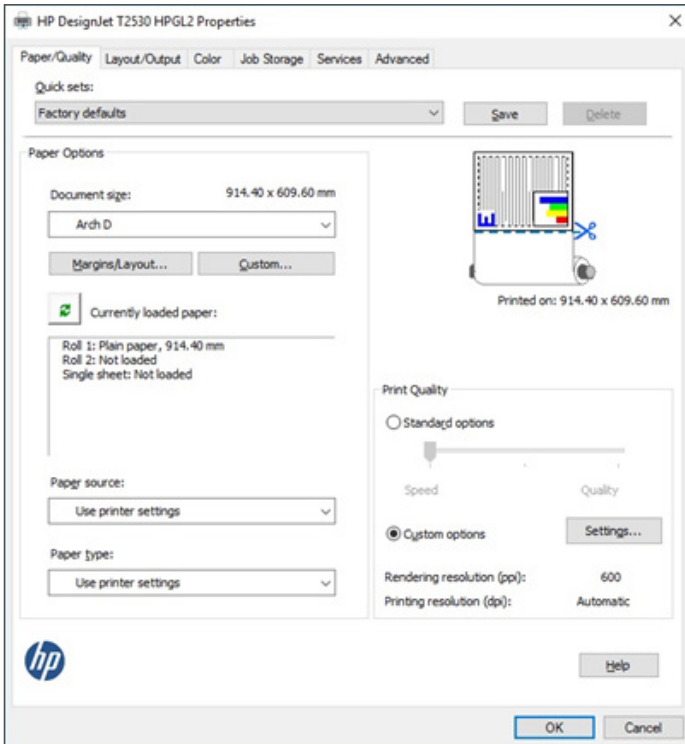 HP DesignJet T2530 HPGL2 Properties
Paper/Quality Layout/Output Color Job Storage Services Advanced
Quick sets:
Factory defaults
Save
Delete
Paper Options
Document size: 914.40 x 609.60 mm
Arch D
Margins/Layout...
Custom...
Currently loaded paper:
Roll 1: Plain paper, 914.40 mm
Roll 2: Not loaded
Single sheet: Not loaded
Paper source:
Use printer settings
Paper type:
Use printer settings
E
Printed on: 914.40 x 609.60 mm
Print Quality
Standard options
Speed Quality
Custom options
Settings...
Rendering resolution (ppi): 600
Printing resolution (dpi): Automatic
hp
Help
OK
Cancel